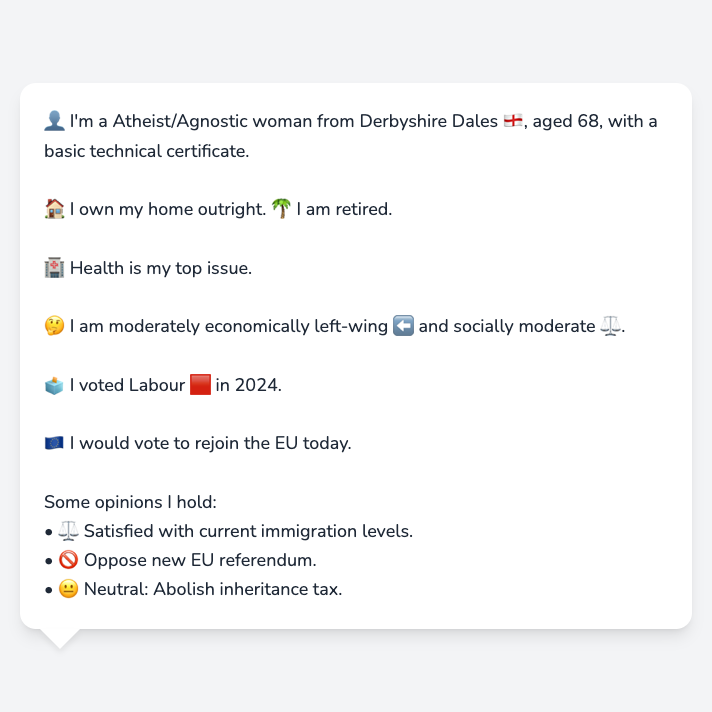 👤 I'm a Atheist/Agnostic woman from Derbyshire Dales 🏴󠁧󠁢󠁥󠁮󠁧󠁿, aged 68, with a
basic technical certificate.
🏠 I own my home outright. 🌴 I am retired.
🏥 Health is my top issue.
🤔 I am moderately economically left-wing ⬅️ and socially moderate ⚖️.
🗳️ I voted Labour 🟥 in 2024.
🇪🇺 I would vote to rejoin the EU today.
Some opinions I hold:
• ⚖️ Satisfied with current immigration levels.
• 🚫 Oppose new EU referendum.
• 😐 Neutral: Abolish inheritance tax.